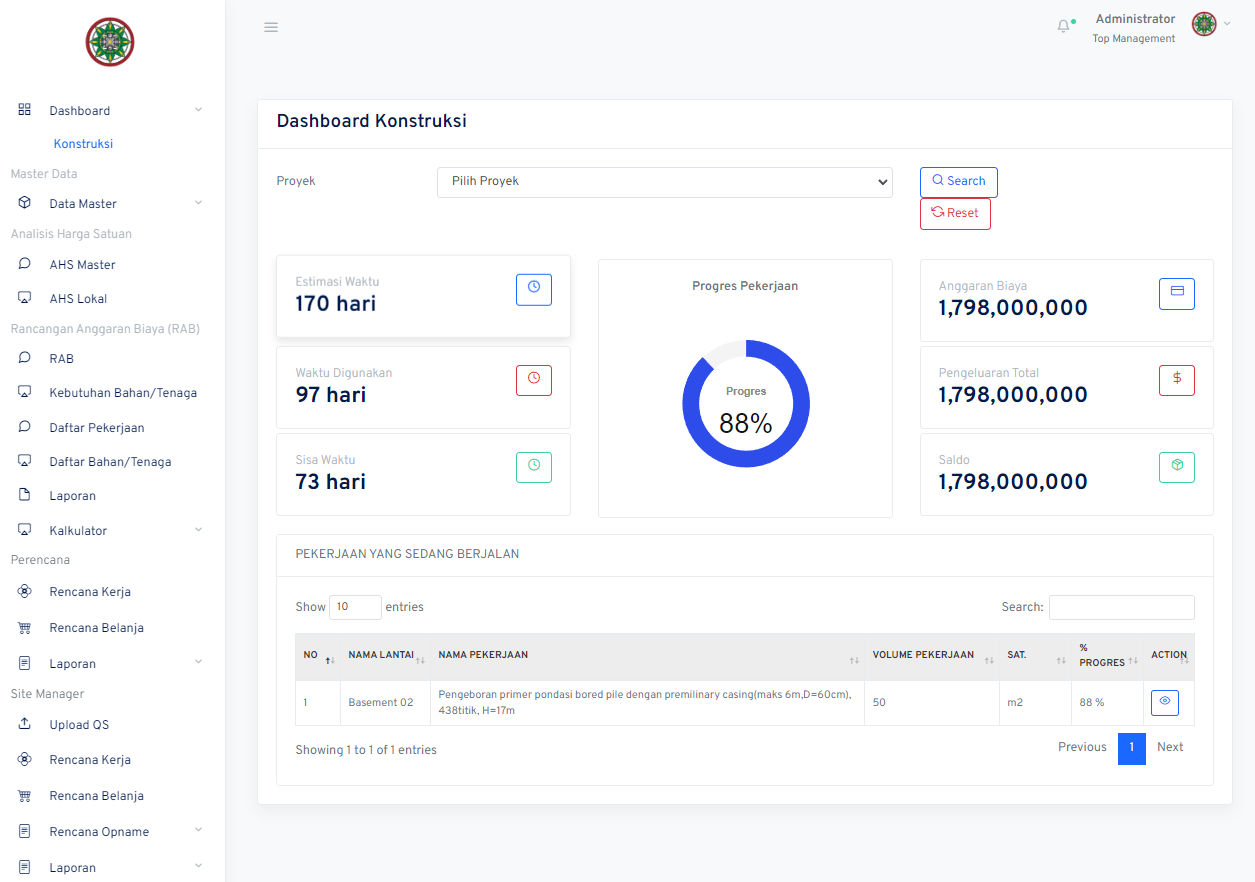 Administrator
Top Management
Dashboard
Konstruksi
Master Data
Data Master
Analisis Harga Satuan
AHS Master
AHS Lokal
Rancangan Anggaran Biaya (RAB)
RAB
Kebutuhan Bahan/Tenaga
Daftar Pekerjaan
Daftar Bahan/Tenaga
Laporan
Kalkulator
Perencana
Rencana Kerja
Rencana Belanja
Laporan
Site Manager
Upload QS
Rencana Kerja
Rencana Belanja
Rencana Opname
Laporan
Dashboard Konstruksi
Proyek
Pilih Proyek
Search
Reset
Estimasi Waktu
170 hari
Waktu Digunakan
97 hari
Sisa Waktu
73 hari
Progres Pekerjaan
Progres
88%
Anggaran Biaya
1,798,000,000
Pengeluaran Total
1,798,000,000
Saldo
1,798,000,000
PEKERJAAN YANG SEDANG BERJALAN
Show 10 entries
Search:
NO NAMA LANTAI NAMA PEKERJAAN VOLUME PEKERJAAN SAT. % PROGRES ACTION
1 Basement 02 Pengeboran primer pondasi bored pile dengan premilinary casing(maks 6m,D=60cm), 50 m2 88 %
438titik, H=17m
Showing 1 to 1 of 1 entries
Previous 1 Next